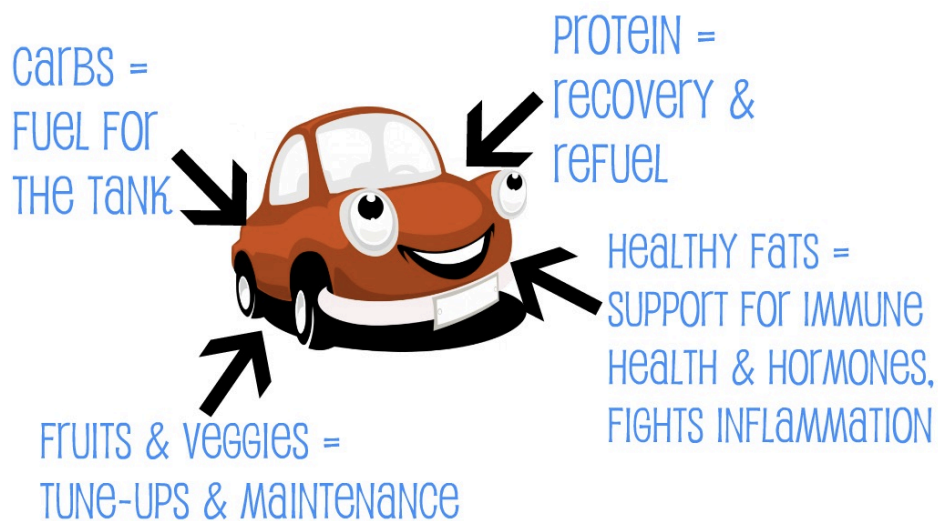 CARBS =
FUEL FOR
THE TANK
PROTEIN =
RECOVERY &
REFUEL
HEALTHY FATS =
SUPPORT FOR IMMUNE
HEALTH & HORMONES,
FIGHTS INFLAMMATION
FRUITS & VEGGIES =
TUNE-UPS & MAINTENANCE